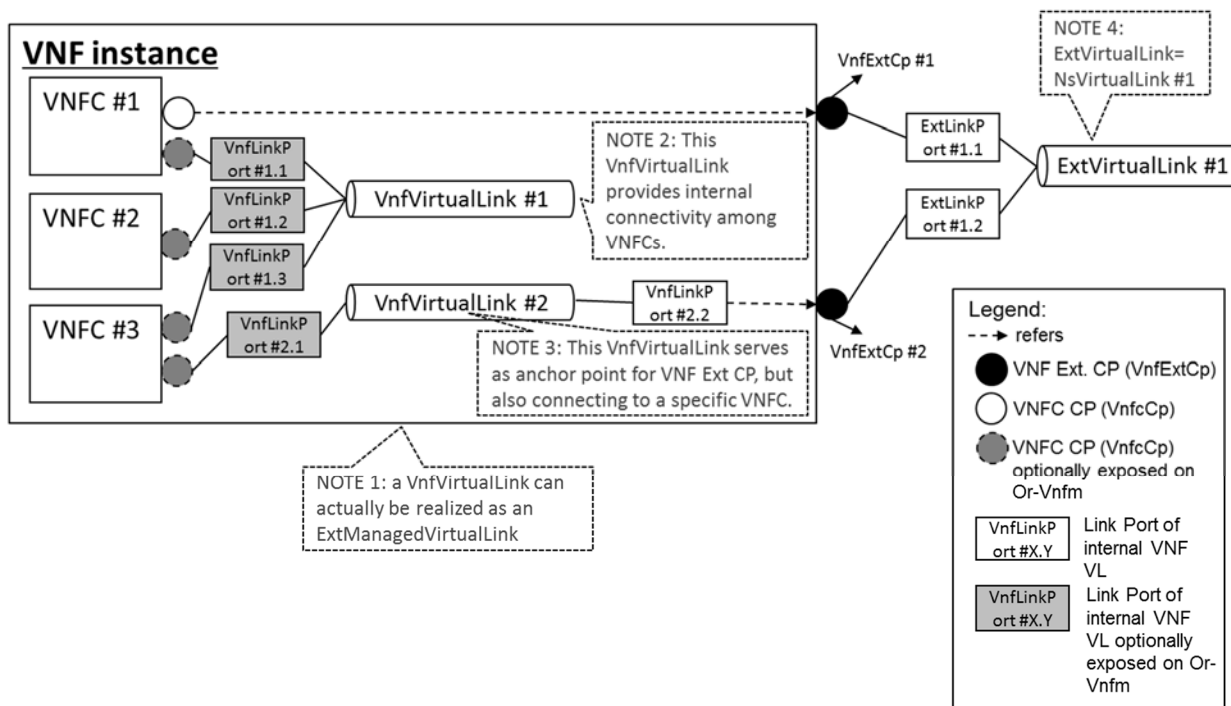 VNF instance
VNFC #1
VnfLinkP
ort #1.1
VNFC #2
VnfLinkP
ort #1.2
VnfLinkP
ort #1.3
VNFC #3
VnfLinkP
ort #2.1
VnfVirtualLink #1
NOTE 2: This
VnfVirtualLink
provides internal
connectivity among
VNFCs.
VnfVirtualLink #2
VnfLinkP
ort #2.2
NOTE 3: This VnfVirtualLink serves
as anchor point for VNF Ext CP, but
also connecting to a specific VNFC.
NOTE 1: a VnfVirtualLink can
actually be realized as an
ExtManagedVirtualLink
VnfExtCp #1
VnfExtCp #2
ExtLinkP
ort #1.1
ExtLinkP
ort #1.2
NOTE 4:
ExtVirtualLink=
NsVirtualLink #1
ExtVirtualLink #1
Legend:
refers
VNF Ext. CP (VnfExtCp)
VNFC CP (VnfcCp)
VNFC CP (VnfcCp)
optionally exposed on
Or-Vnfm
VnfLinkP
ort #X.Y
Link Port of
internal VNF
VL
VnfLinkP
ort #X.Y
Link Port of
internal VNF
VL optionally
exposed on Or-
Vnfm